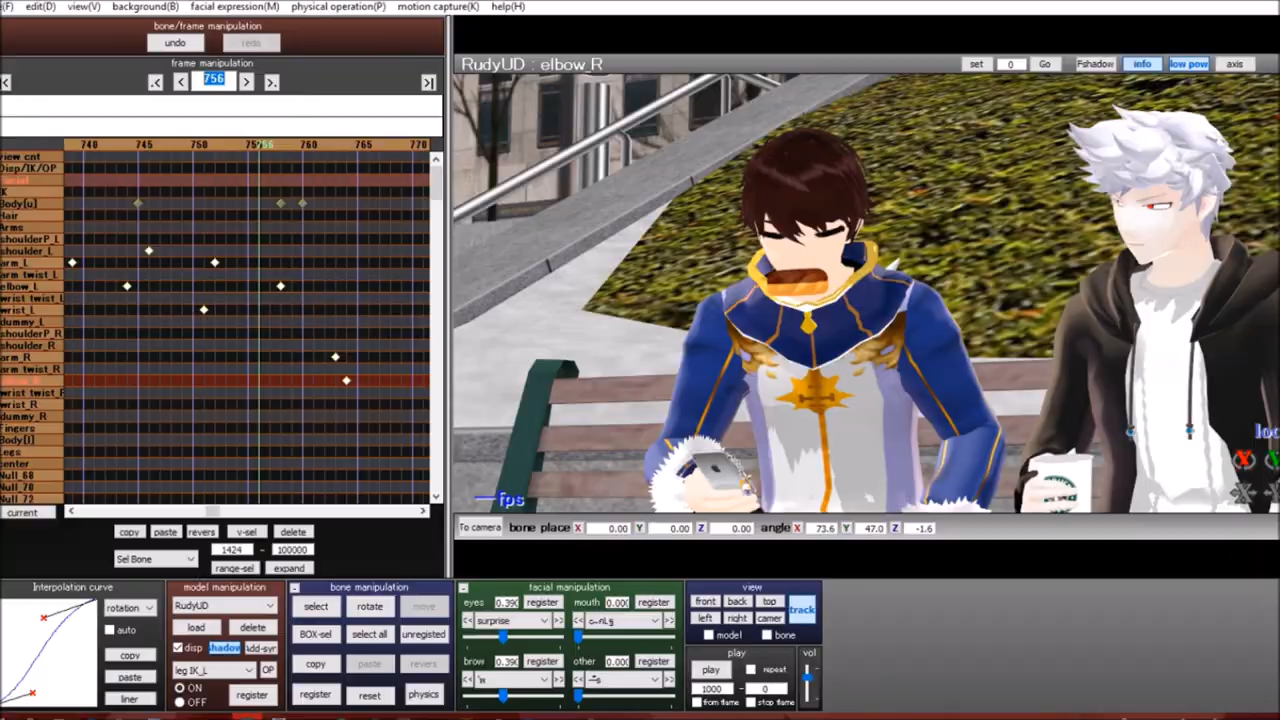 (F) edit(D) view(V) background(B) facial expression(M) physical operation(P) motion capture(K) help(H)
bone/frame manipulation
undo redo
frame manipulation
.< < 756 > >. >|
740 745 750 756 760 765 770
view cnt
Disp/IK/OP
IK
Body[u]
Hair
Arms
shoulderP_L
shoulder_L
arm_L
arm twist_L
elbow_L
wrist twist_L
wrist_L
dummy_L
shoulderP_R
shoulder_R
arm_R
arm twist_R
wrist twist_R
wrist_R
dummy_R
Fingers
Body[l]
Legs
center
Null_68
Null_70
Null_72
current
copy paste revers v-sel delete
Sel Bone 1424 - 100000
range-sel expand
RudyUD : elbow_R set 0 Go Fshadow info low pow axis
loc
fps
To camera bone place X 0.00 Y 0.00 Z 0.00 angle X 73.6 Y 47.0 Z -1.6
Interpolation curve
rotation
auto
copy
paste
liner
model manipulation
RudyUD
load delete
disp shadow Add-syn
leg IK_L OP
ON
OFF
register
bone manipulation
select rotate move
BOX-sel select all unregisted
copy paste revers
register reset physics
facial manipulation
eyes 0.390 register mouth 0.000 register
<< surprise >> << >>
brow 0.390 register other 0.000 register
<< >> << >>
view
front back top
left right camer
track
model bone
play
play repeat
1000 - 0
from flame stop flame
vol